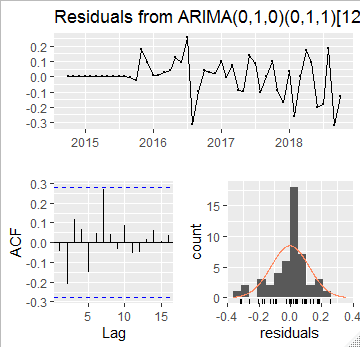 Residuals from ARIMA(0,1,0)(0,1,1)[12
0.2
0.1
0.0
-0.1
-0.2
-0.3
2015 2016 2017 2018
0.3
0.2
0.1
0.0
-0.1
-0.2
-0.3
ACF
5 10 15
Lag
15
10
5
0
count
-0.4 -0.2 0.0 0.2 0.4
residuals